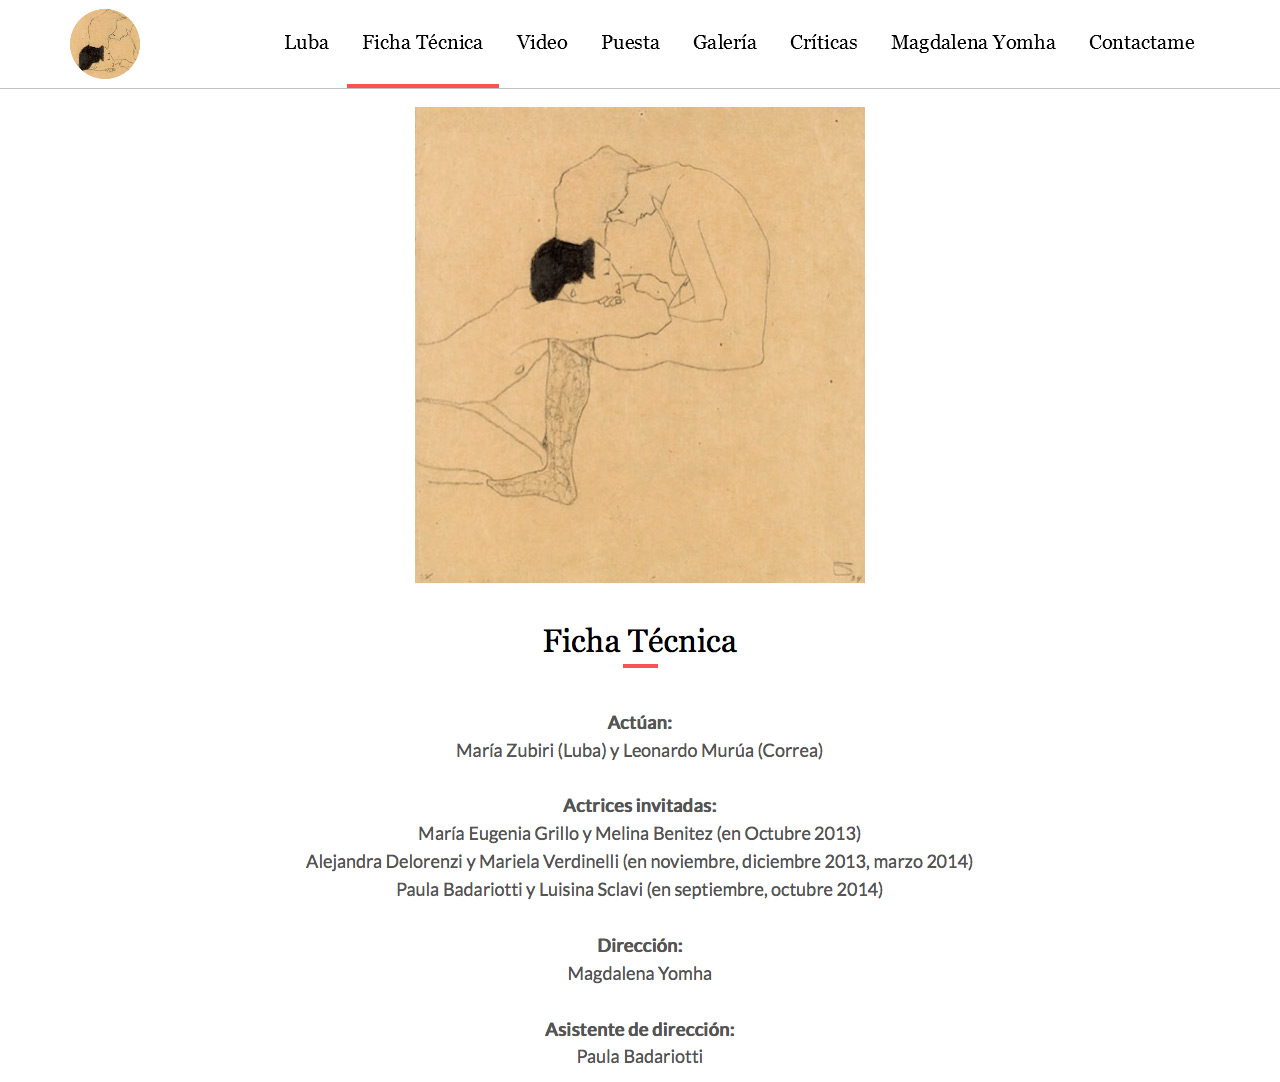 Luba Ficha Técnica Video Puesta Galería Críticas Magdalena Yomha Contactame
Ficha Técnica
Actúan:
María Zubiri (Luba) y Leonardo Murúa (Correa)
Actrices invitadas:
María Eugenia Grillo y Melina Benitez (en Octubre 2013)
Alejandra Delorenzi y Mariela Verdinelli (en noviembre, diciembre 2013, marzo 2014)
Paula Badariotti y Luisina Sclavi (en septiembre, octubre 2014)
Dirección:
Magdalena Yomha
Asistente de dirección:
Paula Badariotti